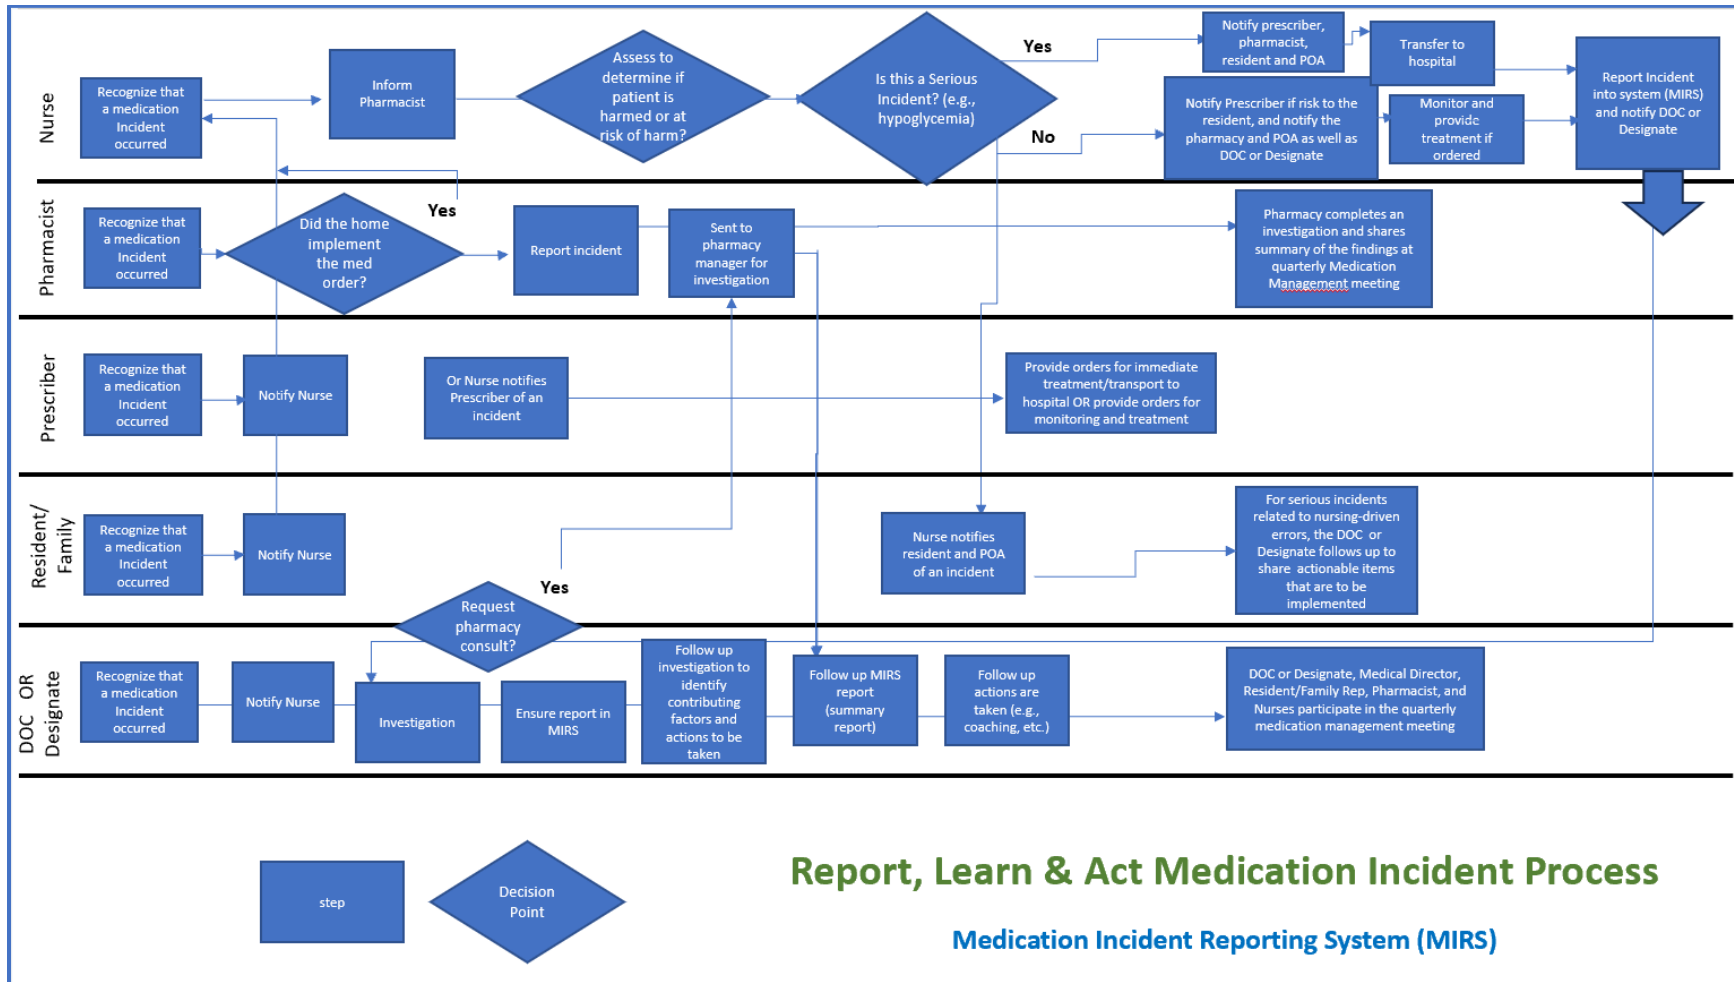 Nurse
Recognize that
a medication
Incident
occurred
Inform
Pharmacist
Assess to
determine if
patient is
harmed or at
risk of harm?
Is this a Serious
Incident? (e.g.,
hypoglycemia)
Yes
No
Notify prescriber,
pharmacist,
resident and POA
Transfer to
hospital
Notify Prescriber if risk to the
resident, and notify the
pharmacy and POA as well as
DOC or Designate
Monitor and
provide
treatment if
ordered
Report Incident
into system (MIRS)
and notify DOC or
Designate
Pharmacist
Recognize that
a medication
Incident
occurred
Did the home
implement
the med
order?
Yes
Report incident
Sent to
pharmacy
manager for
investigation
Pharmacy completes an
investigation and shares
summary of the findings at
quarterly Medication
Management meeting
Prescriber
Recognize that
a medication
Incident
occurred
Notify Nurse
Or Nurse notifies
Prescriber of an
incident
Provide orders for immediate
treatment/transport to
hospital OR provide orders for
monitoring and treatment
Resident/
Family
Recognize that
a medication
Incident
occurred
Notify Nurse
Yes
Nurse notifies
resident and POA
of an incident
For serious incidents
related to nursing-driven
errors, the DOC or
Designate follows up to
share actionable items
that are to be
implemented
Request
pharmacy
consult?
DOC OR
Designate
Recognize that
a medication
Incident
occurred
Notify Nurse
Investigation
Ensure report in
MIRS
Follow up
investigation to
identify
contributing
factors and
actions to be
taken
Follow up MIRS
report
(summary
report)
Follow up
actions are
taken (e.g.,
coaching, etc.)
DOC or Designate, Medical Director,
Resident/Family Rep, Pharmacist, and
Nurses participate in the quarterly
medication management meeting
step
Decision
Point
Report, Learn & Act Medication Incident Process
Medication Incident Reporting System (MIRS)